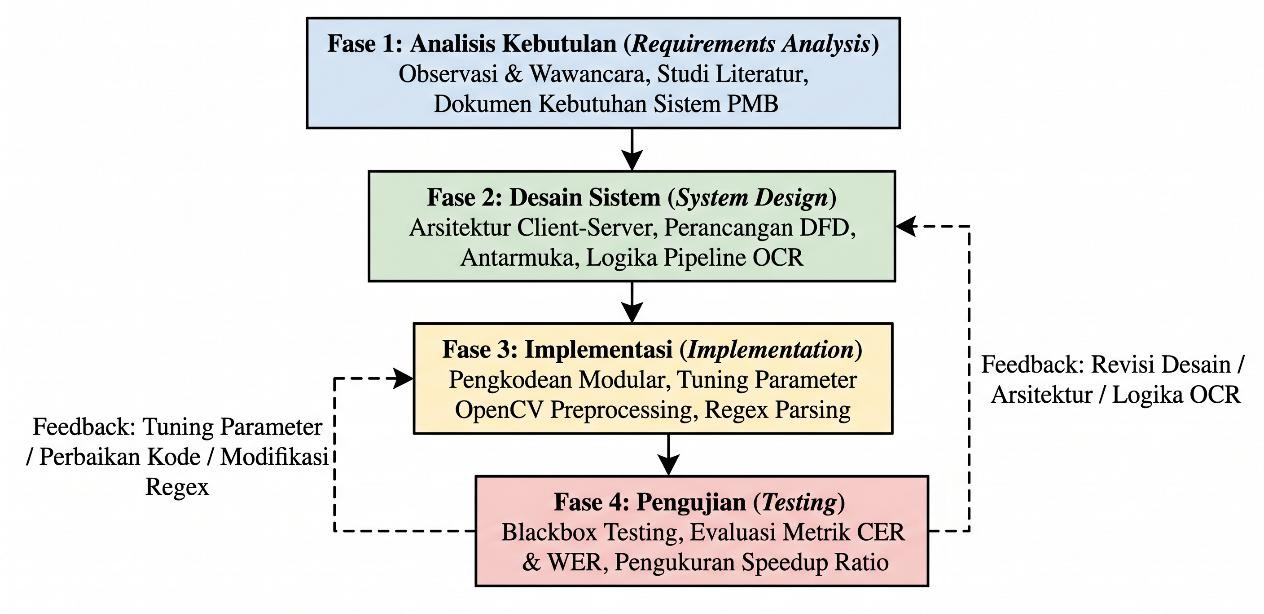 Fase 1: Analisis Kebutulan (Requirements Analysis)
Observasi & Wawancara, Studi Literatur,
Dokumen Kebutuhan Sistem PMB
Fase 2: Desain Sistem (System Design)
Arsitektur Client-Server, Perancangan DFD,
Antarmuka, Logika Pipeline OCR
Fase 3: Implementasi (Implementation)
Pengkodean Modular, Tuning Parameter
OpenCV Preprocessing, Regex Parsing
Feedback: Revisi Desain /
Arsitektur / Logika OCR
Feedback: Tuning Parameter
/ Perbaikan Kode / Modifikasi
Regex
Fase 4: Pengujian (Testing)
Blackbox Testing, Evaluasi Metrik CER
& WER, Pengukuran Speedup Ratio